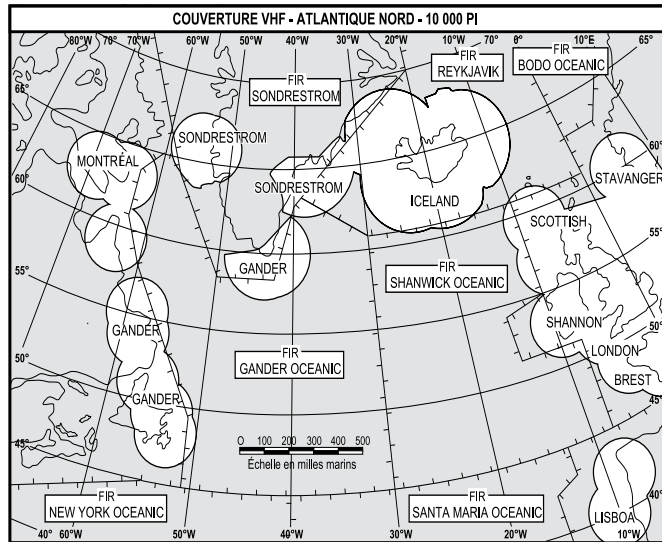 COUVERTURE VHF - ATLANTIQUE NORD - 10 000 PI
80° 70° 80°W 70°W 60°W 50°W 40°W 30°W 20°W 10°W 70° 0° 10°E 65°
FIR
REYKJAVIK
FIR
BODO OCEANIC
FIR
SONDRESTROM
65°
SONDRESTROM
60°
MONTRÉAL
STAVANGER
SONDRESTROM
60°
ICELAND
SCOTTISH
55°
55°
GANDER
FIR
SHANWICK OCEANIC
GANDER
SHANNON
50°
LONDON
50°
FIR
GANDER OCEANIC
BREST
GANDER
45°
45°
0 100 200 300 400 500
Échelle en milles marins
FIR
NEW YORK OCEANIC
FIR
SANTA MARIA OCEANIC
40°
LISBOA
40° 60°W 50°W 40°W 30°W 20°W 10°W